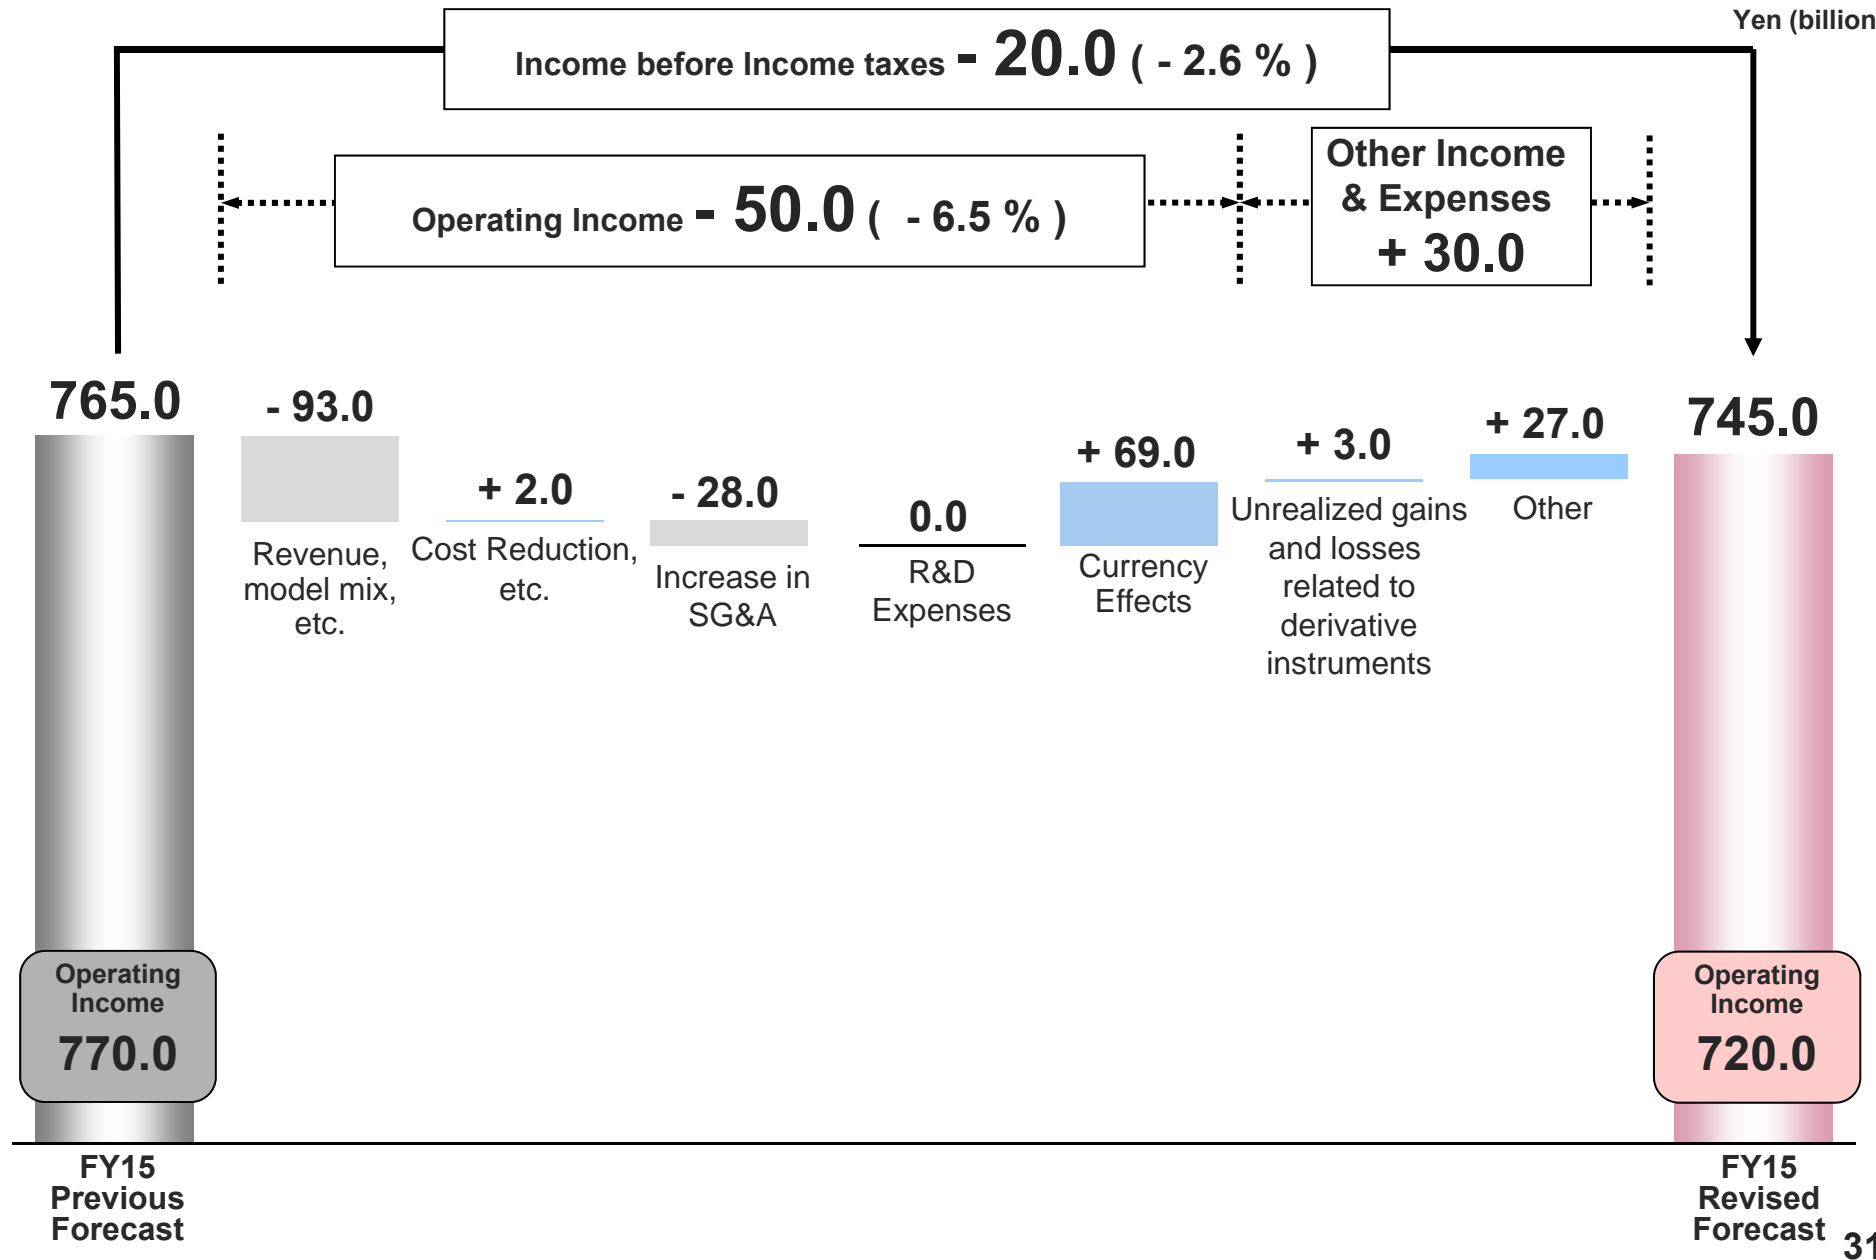 Yen (billion
Income before Income taxes - 20.0 ( - 2.6 % )
Operating Income - 50.0 ( - 6.5 % )
Other Income
& Expenses
+ 30.0
765.0
- 93.0
Revenue,
model mix,
etc.
+ 2.0
Cost Reduction,
etc.
- 28.0
Increase in
SG&A
0.0
R&D
Expenses
+ 69.0
Currency
Effects
+ 3.0
Unrealized gains
and losses
related to
derivative
instruments
+ 27.0
Other
745.0
Operating
Income
770.0
Operating
Income
720.0
FY15
Previous
Forecast
FY15
Revised
Forecast
31